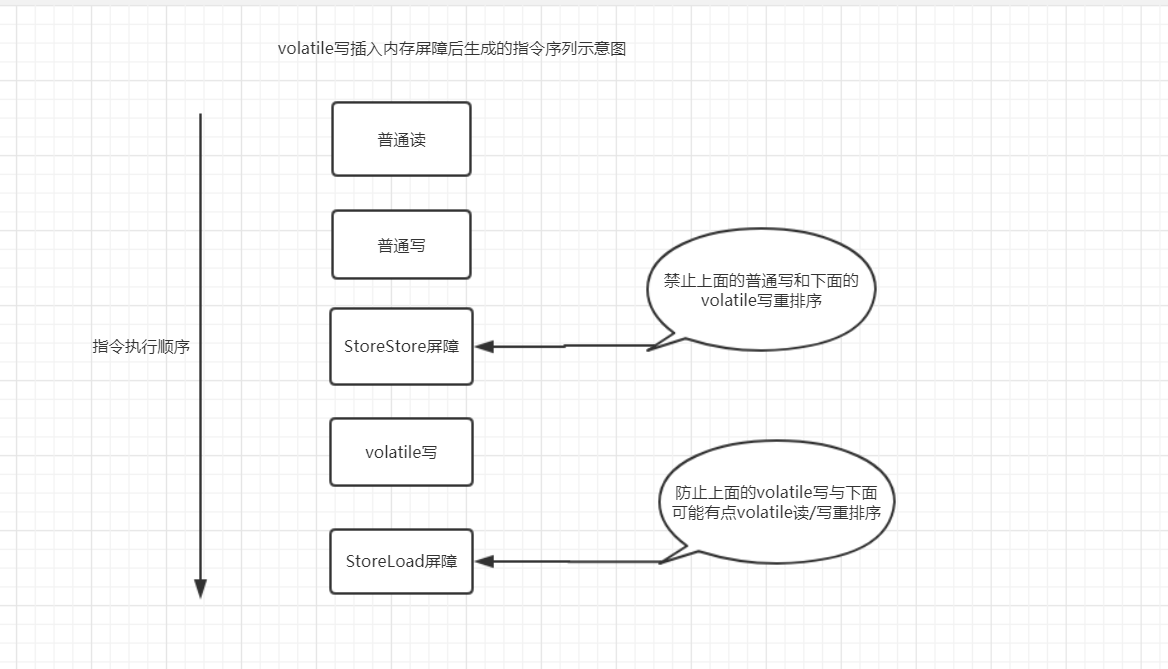 volatile写插入内存屏障后生成的指令序列示意图
普通读
普通写
禁止上面的普通写和下面的
volatile写重排序
指令执行顺序
StoreStore屏障
volatile写
防止上面的volatile写与下面
可能有点volatile读/写重排序
StoreLoad屏障